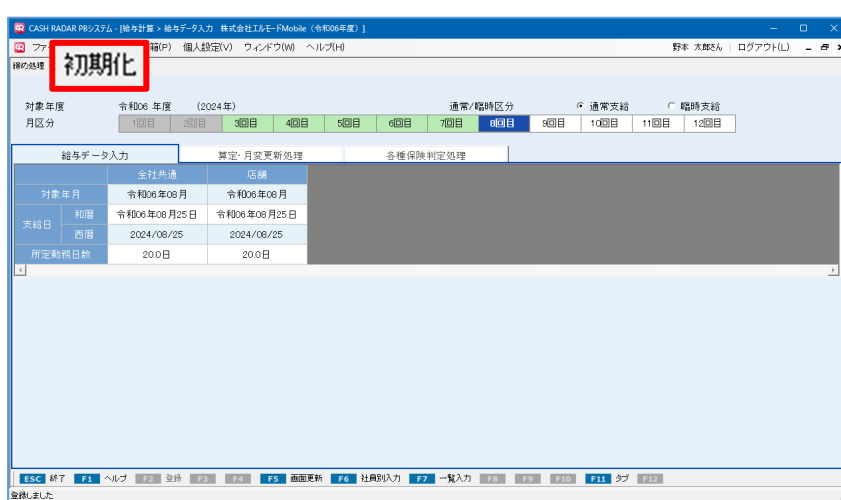 CASH RADAR PBシステム - [給与計算 > 給与データ入力 株式会社エルモードMobile（令和06年度）]
ファ 箱(P) 個人設定(V) ウィンドウ(W) ヘルプ(H) 野本 太郎さん ログアウト(L)
締め処理 初期化
対象年度 令和06 年度 (2024年) 通常/臨時区分 通常支給 臨時支給
月区分 1回目 2回目 3回目 4回目 5回目 6回目 7回目 8回目 9回目 10回目 11回目 12回目
給与データ入力 算定・月変更新処理 各種保険判定処理
全社共通 店舗
対象年月 令和06年08月 令和06年08月
支給日 和暦 令和06年08月25日 令和06年08月25日
西暦 2024/08/25 2024/08/25
所定勤務日数 20.0日 20.0日
ESC 終了 F1 ヘルプ F2 登録 F3 F4 F5 画面更新 F6 社員別入力 F7 一覧入力 F8 F9 F10 F11 タブ F12
登録しました